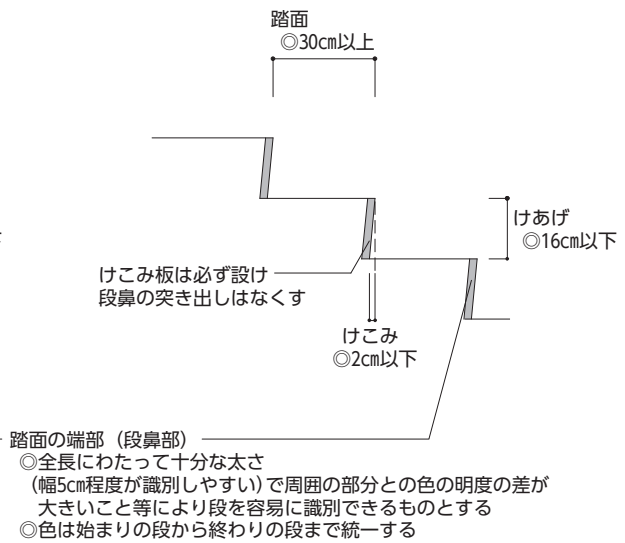 踏面
◎30cm以上
けあげ
◎16cm以下
けこみ板は必ず設け
段鼻の突き出しはなくす
けこみ
◎2cm以下
踏面の端部（段鼻部）
◎全長にわたって十分な太さ
（幅5cm程度が識別しやすい）で周囲の部分との色の明度の差が
大きいこと等により段を容易に識別できるものとする
◎色は始まりの段から終わりの段まで統一する